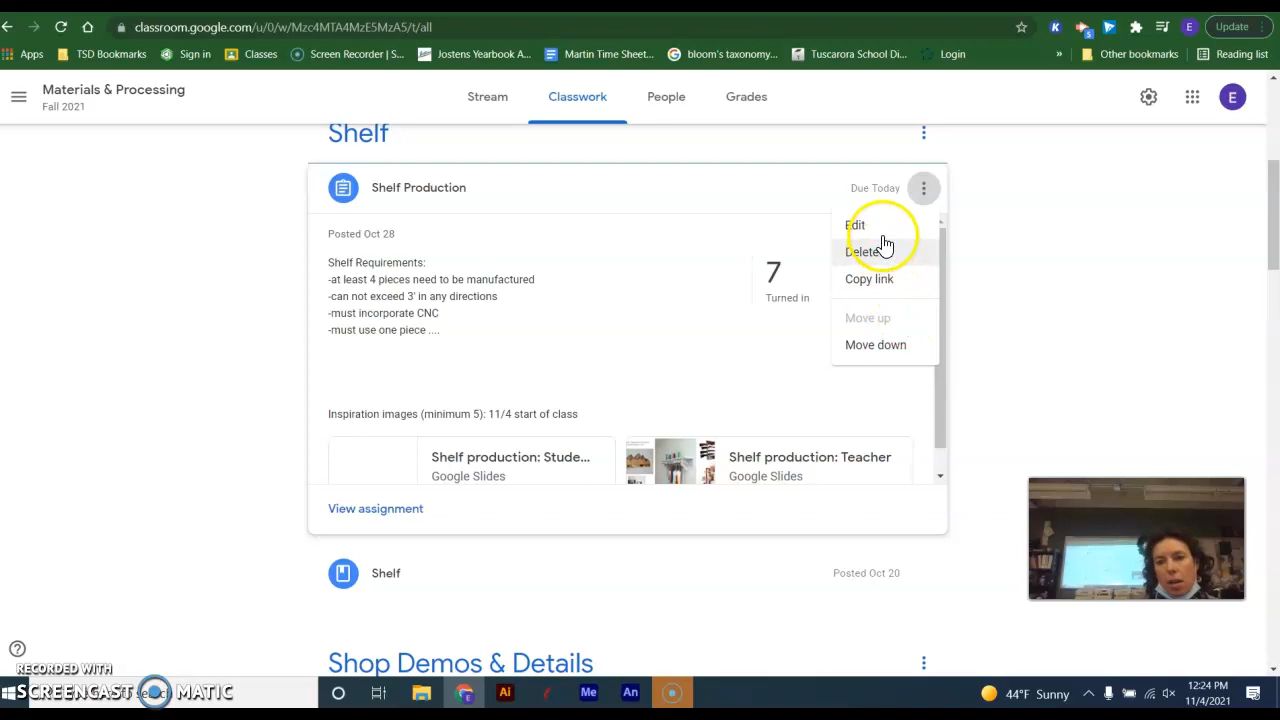 classroom.google.com/u/0/w/Mzc4MTA4MzE5MzA5/t/all
5
K
E
Update
Apps
TSD Bookmarks
Sign in
Classes
Screen Recorder | S...
Jostens Yearbook A...
Martin Time Sheet...
bloom's taxonomy...
Tuscarora School Di...
Login
»
Other bookmarks
Reading list
Materials & Processing
Fall 2021
Stream
Classwork
People
Grades
E
Shelf
Shelf Production
Due Today
Edit
Delete
Copy link
Move up
Move down
Posted Oct 28
Shelf Requirements:
-at least 4 pieces need to be manufactured
-can not exceed 3' in any directions
-must incorporate CNC
-must use one piece ....
7
Turned in
Inspiration images (minimum 5): 11/4 start of class
Shelf production: Stude...
Google Slides
Shelf production: Teacher
Google Slides
View assignment
Shelf
Posted Oct 20
Shop Demos & Details
RECORDED WITH
SCREENCAST MATIC
Ai
Me
An
44°F Sunny
12:24 PM
11/4/2021